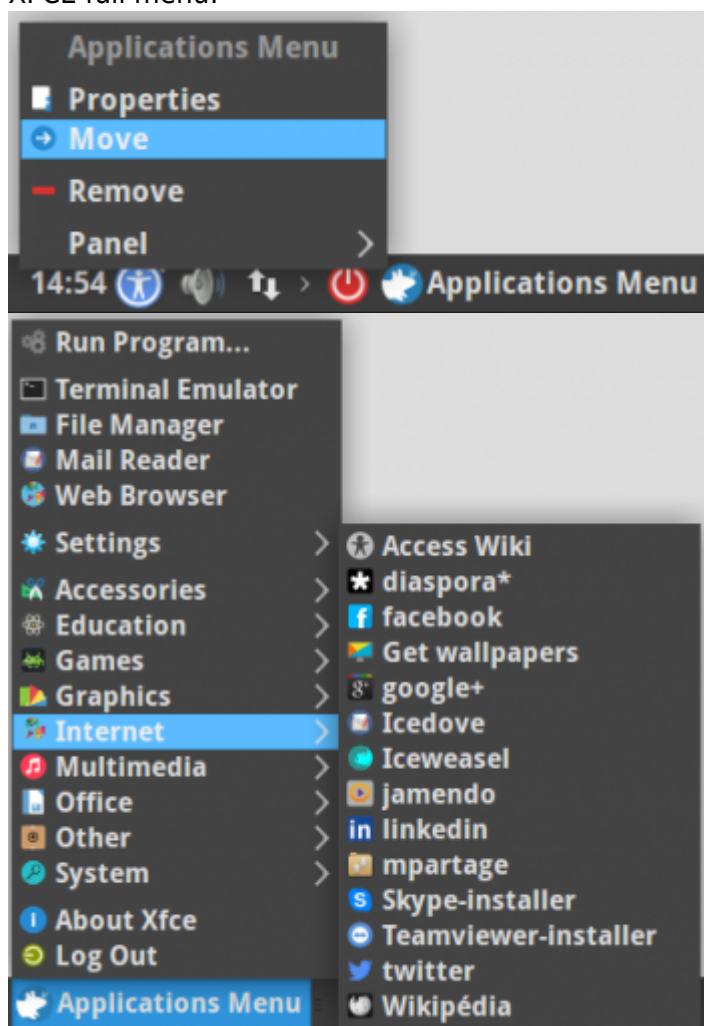 XFCE full menu:
Applications Menu
Properties
Move
Remove
Panel
14:54 Applications Menu
Run Program...
Terminal Emulator
File Manager
Mail Reader
Web Browser
Settings
Accessories
Education
Games
Graphics
Internet
Multimedia
Office
Other
System
About Xfce
Log Out
Applications Menu
Access Wiki
diaspora*
facebook
Get wallpapers
google+
Icedove
Iceweasel
jamendo
linkedin
mpartage
Skype-installer
Teamviewer-installer
twitter
Wikipédia